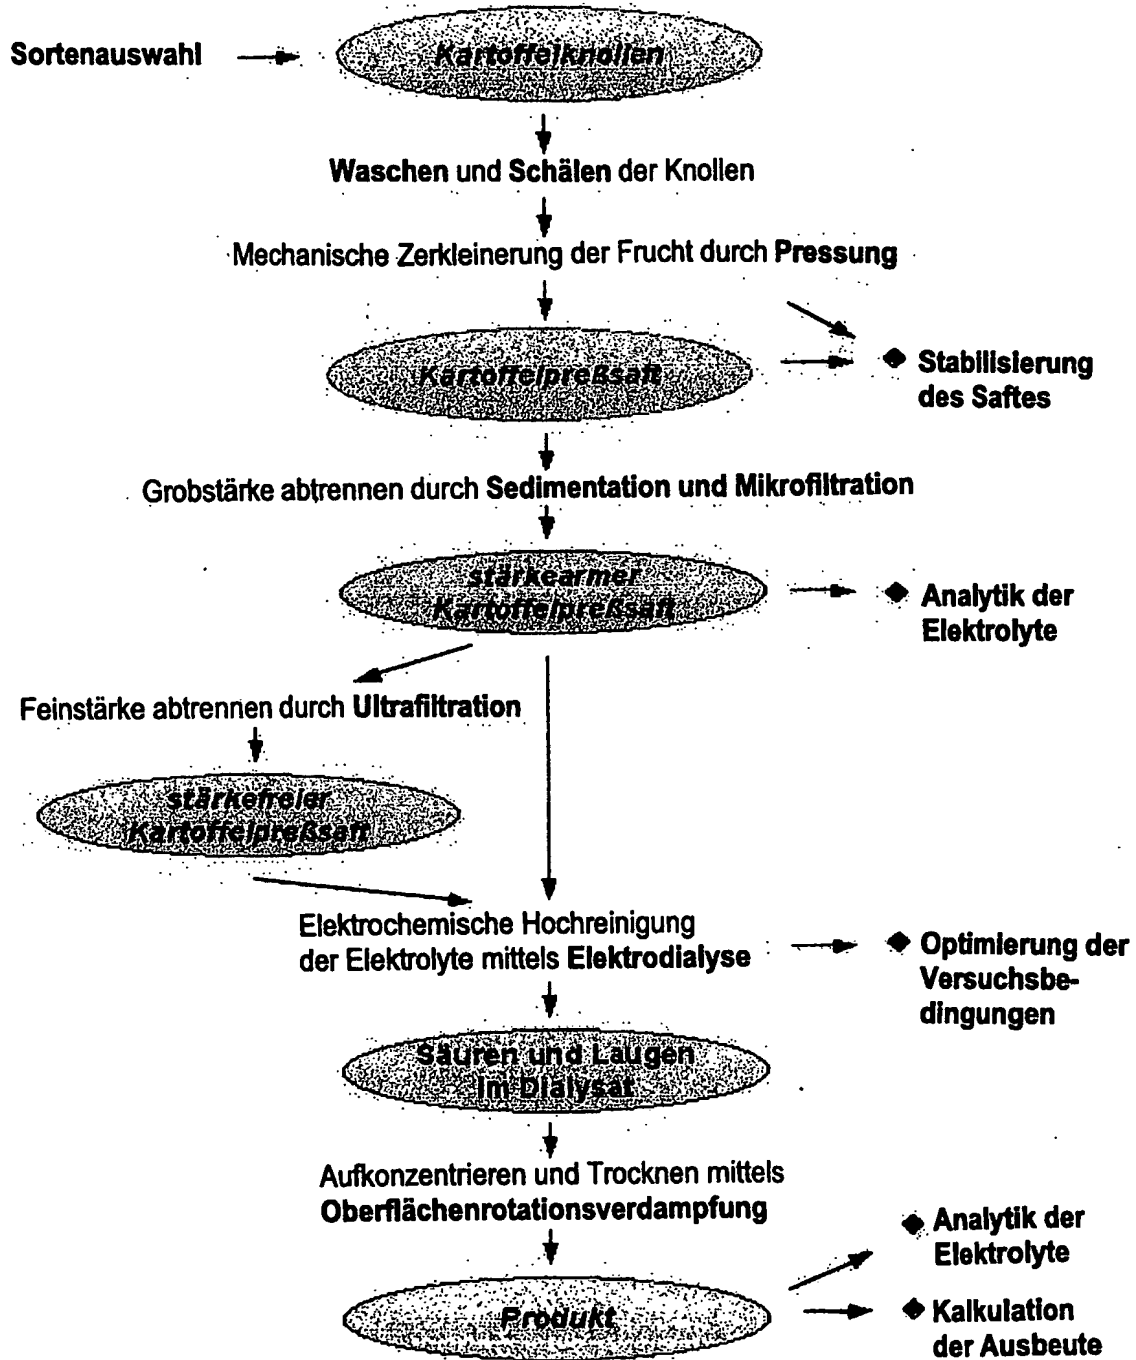 Sortenauswahl
Kartoffelknollen
Waschen und Schälen der Knollen
Mechanische Zerkleinerung der Frucht durch Pressung
Kartoffelpreßsaft
Stabilisierung
des Saftes
Grobstärke abtrennen durch Sedimentation und Mikrofiltration
stärkearmer
Kartoffelpreßsaft
Analytik der
Elektrolyte
Feinstärke abtrennen durch Ultrafiltration
stärkefreier
Kartoffelpreßsaft
Elektrochemische Hochreinigung
der Elektrolyte mittels Elektrodialyse
Optimierung der
Versuchsbe-
dingungen
Säuren und Laugen
im Dialysat
Aufkonzentrieren und Trocknen mittels
Oberflächenrotationsverdampfung
Analytik der
Elektrolyte
Produkt
Kalkulation
der Ausbeute